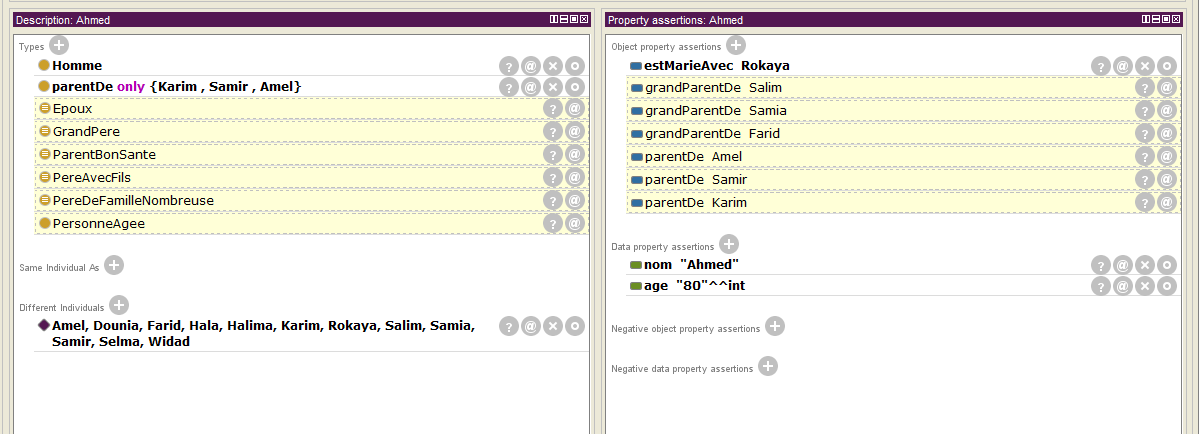 Description: Ahmed
Types
Homme
parentDe only {Karim , Samir , Amel}
Epoux
GrandPere
ParentBonSante
PereAvecFils
PereDeFamilleNombreuse
PersonneAgee
Same Individual As
Different Individuals
Amel, Dounia, Farid, Hala, Halima, Karim, Rokaya, Salim, Samia,
Samir, Selma, Widad
Property assertions: Ahmed
Object property assertions
estMarieAvec Rokaya
grandParentDe Salim
grandParentDe Samia
grandParentDe Farid
parentDe Amel
parentDe Samir
parentDe Karim
Data property assertions
nom "Ahmed"
age "80"^^int
Negative object property assertions
Negative data property assertions